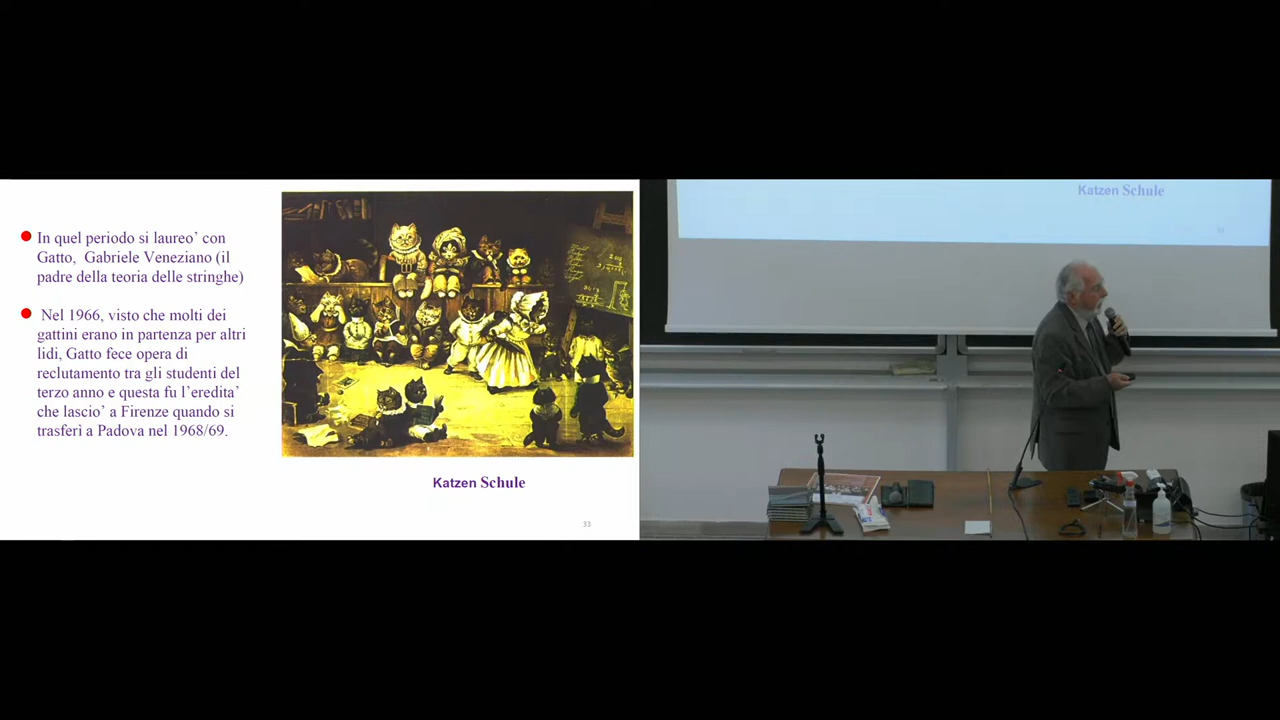 In quel periodo si laureo' con
Gatto, Gabriele Veneziano (il
padre della teoria delle stringhe)
Nel 1966, visto che molti dei
gattini erano in partenza per altri
lidi, Gatto fece opera di
reclutamento tra gli studenti del
terzo anno e questa fu l'eredita'
che lascio' a Firenze quando si
trasferi a Padova nel 1968/69.
Katzen Schule
33
Katzen Schule